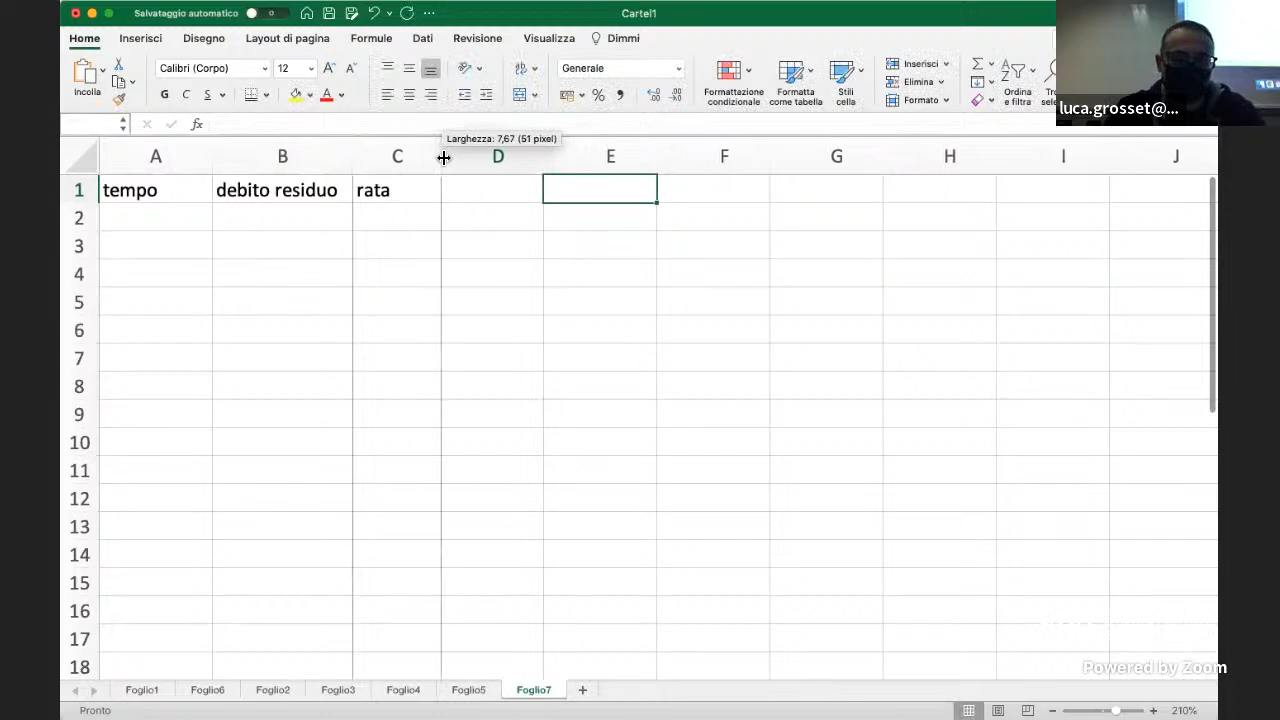 Salvataggio automatico
Cartel1
Home Inserisci Disegno Layout di pagina Formule Dati Revisione Visualizza Dimmi
Incolla
Calibri (Corpo) 12
G C S
Generale
Formattazione condizionale
Formatta come tabella
Stili cella
Inserisci
Elimina
Formato
Ordina e filtra
luca.grosset@...
fx
Larghezza: 7,67 (51 pixel)
A B C D E F G H I J
1 tempo debito residuo rata
2
3
4
5
6
7
8
9
10
11
12
13
14
15
16
17
18
Powered by Zoom
Foglio1 Foglio6 Foglio2 Foglio3 Foglio4 Foglio5 Foglio7 +
Pronto
210%